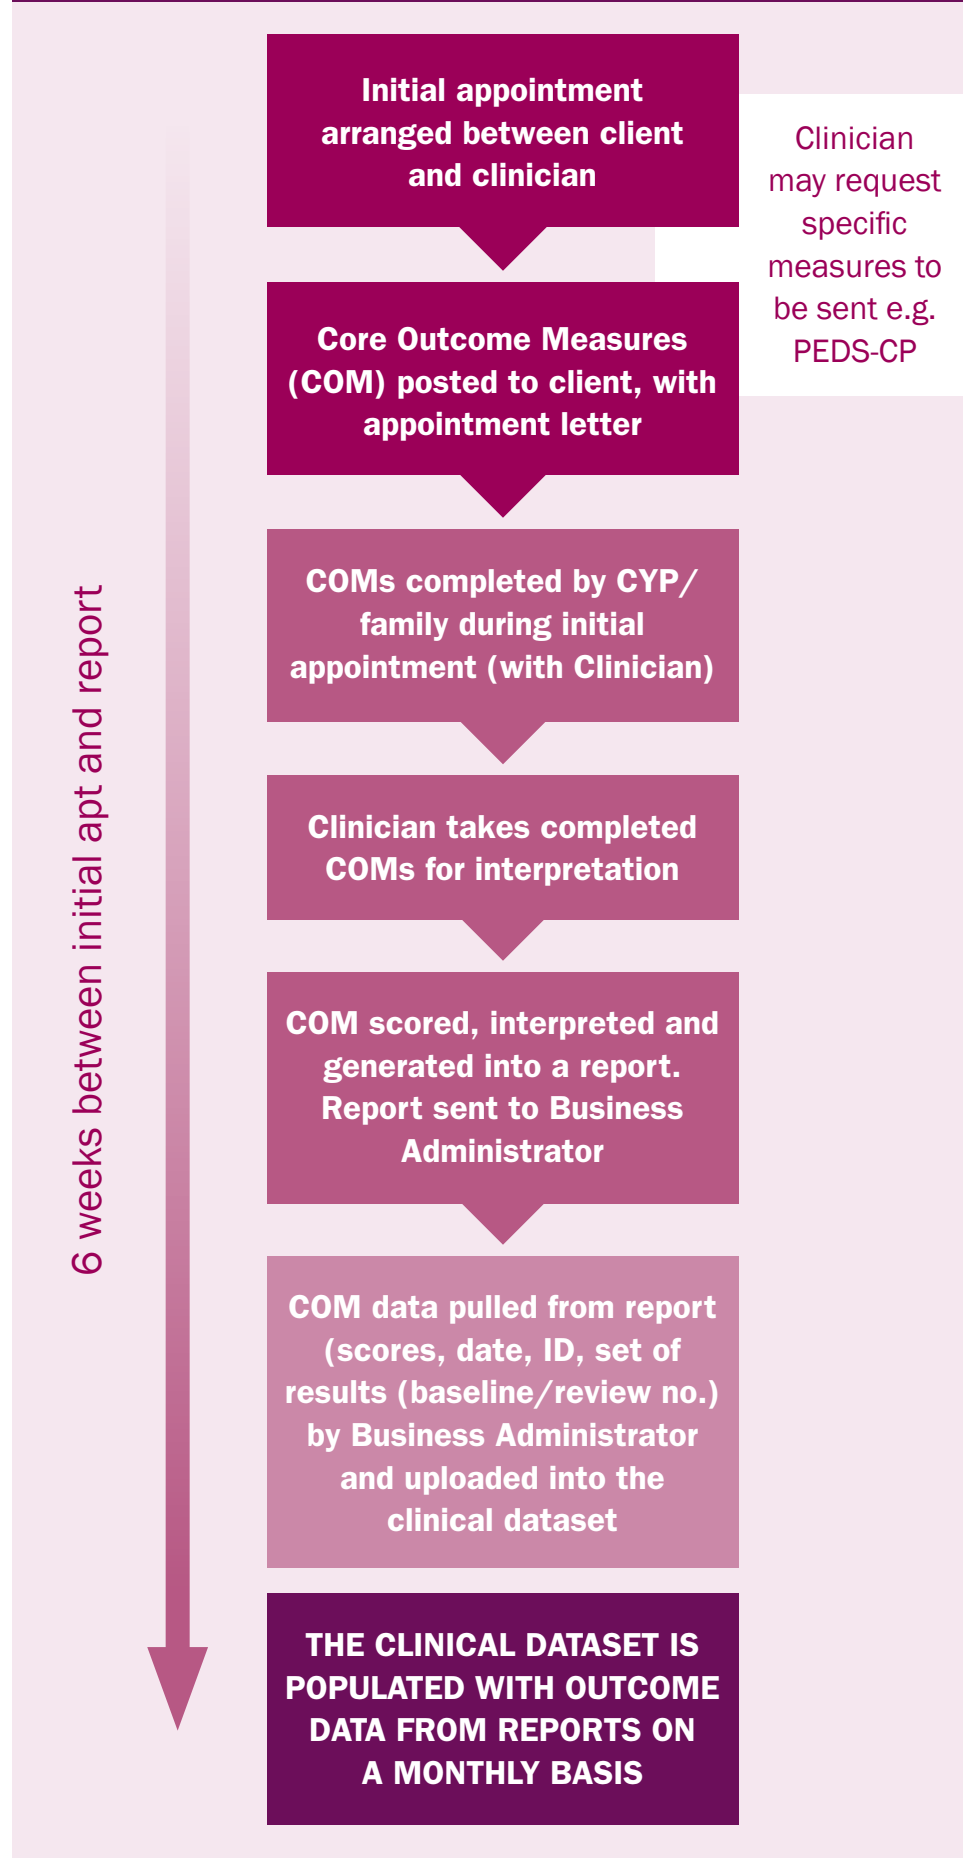 Initial appointment
arranged between client
and clinician
Clinician
may request
specific
measures to
be sent e.g.
PEDS-CP
Core Outcome Measures
(COM) posted to client, with
appointment letter
COMs completed by CYP/
family during initial
appointment (with Clinician)
Clinician takes completed
COMs for interpretation
COM scored, interpreted and
generated into a report.
Report sent to Business
Administrator
COM data pulled from report
(scores, date, ID, set of
results (baseline/review no.)
by Business Administrator
and uploaded into the
clinical dataset
THE CLINICAL DATASET IS
POPULATED WITH OUTCOME
DATA FROM REPORTS ON
A MONTHLY BASIS
6 weeks between initial apt and report